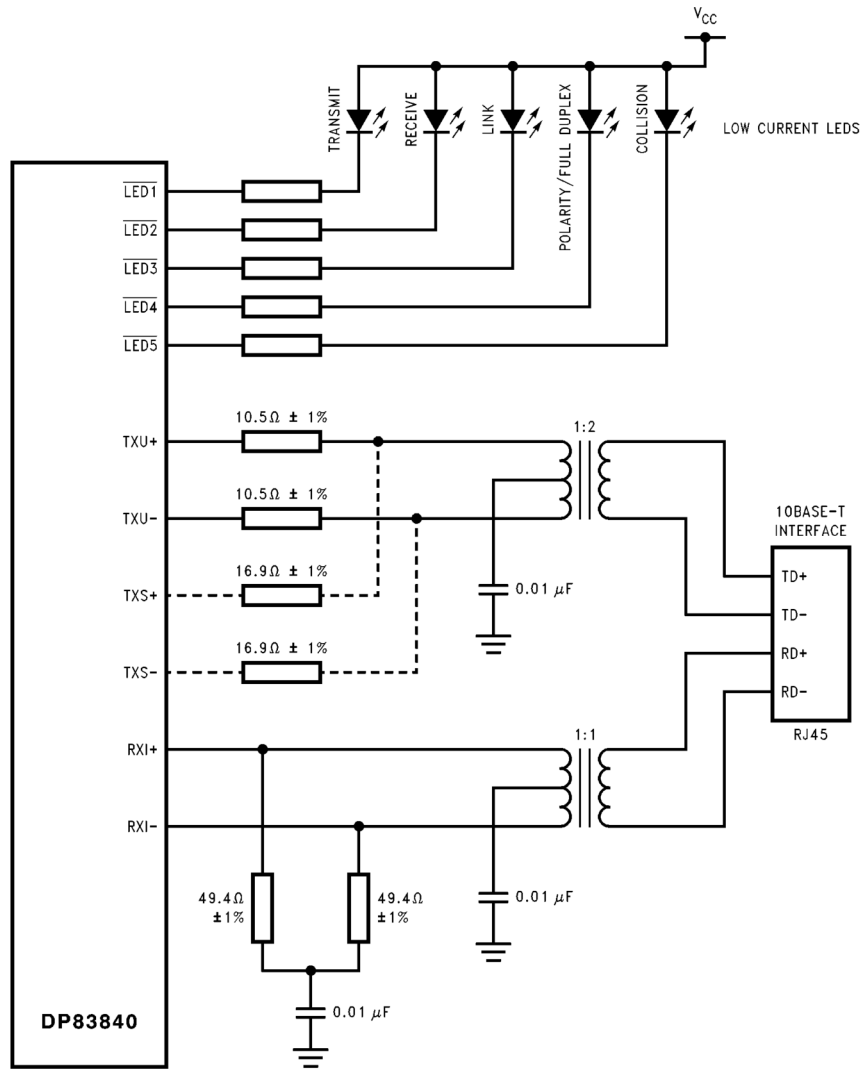 VCC
TRANSMIT
RECEIVE
LINK
POLARITY/FULL DUPLEX
COLLISION
LOW CURRENT LEDS
LED1
LED2
LED3
LED4
LED5
10.5Ω ± 1%
TXU+
1:2
10.5Ω ± 1%
TXU-
10BASE-T
INTERFACE
16.9Ω ± 1%
TXS+
0.01 μF
TD+
TD-
16.9Ω ± 1%
TXS-
RD+
RD-
RJ45
RXI+
1:1
RXI-
49.4Ω
±1%
49.4Ω
±1%
0.01 μF
0.01 μF
DP83840